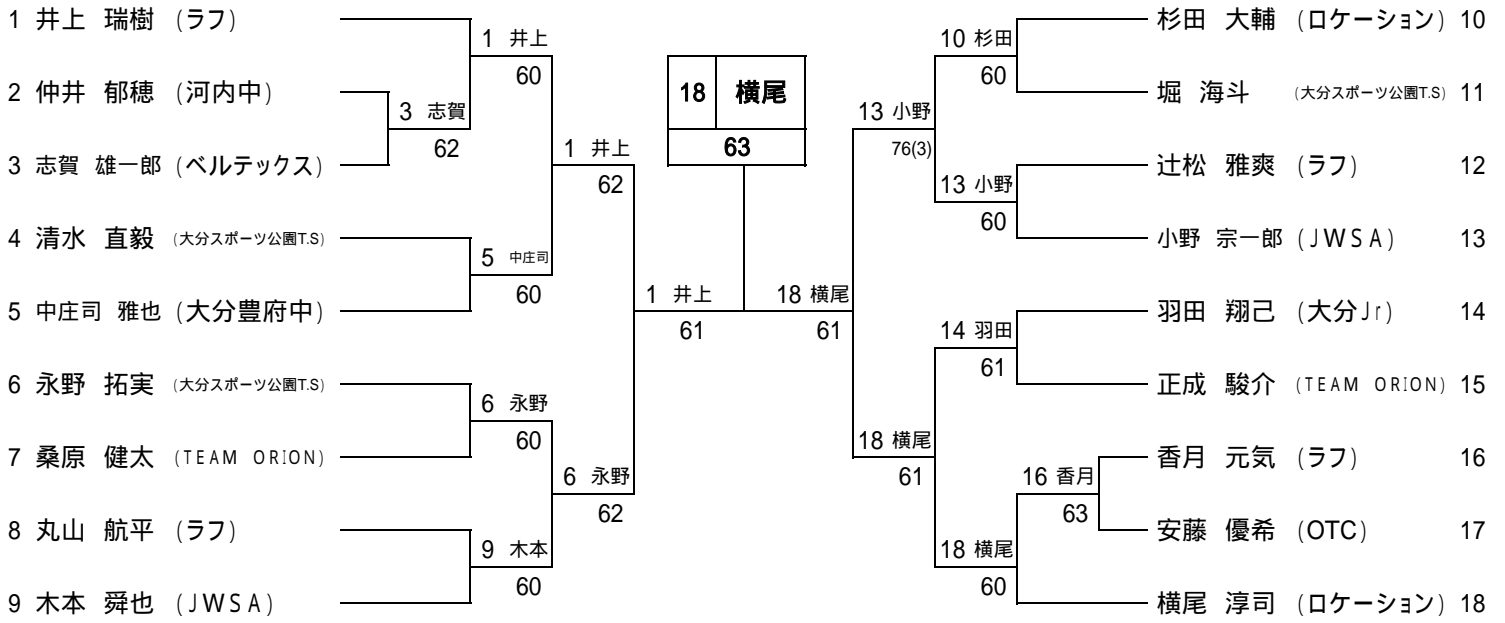 1 井上 瑞樹 (ラフ)
2 仲井 郁穂 (河内中)
3 志賀 雄一郎 (ベルテックス)
4 清水 直毅 (大分スポーツ公園T.S)
5 中庄司 雅也 (大分豊府中)
6 永野 拓実 (大分スポーツ公園T.S)
7 桑原 健太 (TEAM ORION)
8 丸山 航平 (ラフ)
9 木本 舜也 (JWSA)
3 志賀
62
1 井上
60
5 中庄司
60
6 永野
60
9 木本
60
1 井上
62
6 永野
62
1 井上
61
18 横尾
63
18 横尾
61
13 小野
76(3)
18 横尾
61
10 杉田
60
13 小野
60
14 羽田
61
18 横尾
60
16 香月
63
杉田 大輔 (ロケーション) 10
堀 海斗 (大分スポーツ公園T.S) 11
辻松 雅爽 (ラフ) 12
小野 宗一郎 (JWSA) 13
羽田 翔己 (大分Jr) 14
正成 駿介 (TEAM ORION) 15
香月 元気 (ラフ) 16
安藤 優希 (OTC) 17
横尾 淳司 (ロケーション) 18